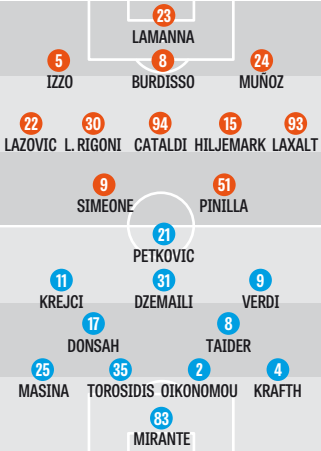 23
LAMANNA
5 8 24
IZZO BURDISSO MUÑOZ
22 30 94 15 93
LAZOVIC L. RIGONI CATALDI HILJEMARK LAXALT
9 51
SIMEONE PINILLA
21
PETKOVIC
11 31 9
KREJCI DZEMAILI VERDI
17 8
DONSAH TAIDER
25 35 2 4
MASINA TOROSIDIS OIKONOMOU KRAFTH
83
MIRANTE